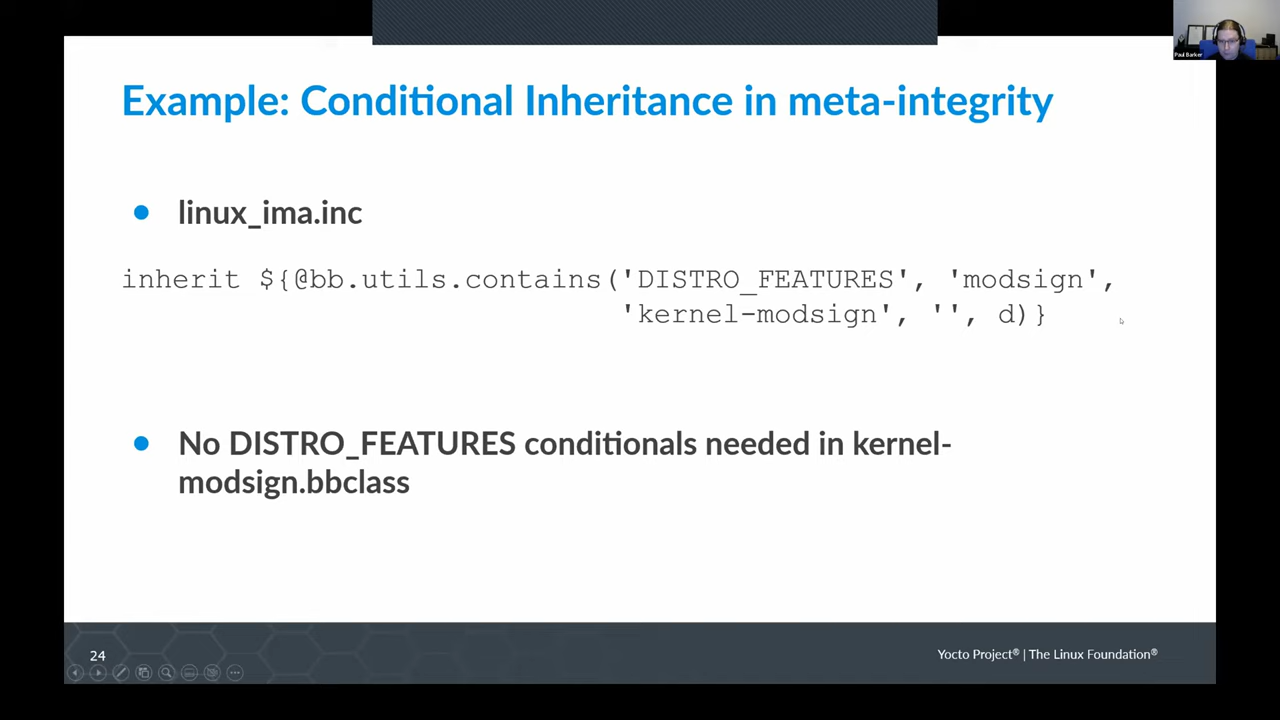 Paul Barker
Example: Conditional Inheritance in meta-integrity
● linux_ima.inc
inherit ${@bb.utils.contains('DISTRO_FEATURES', 'modsign',
'kernel-modsign', '', d)}
● No DISTRO_FEATURES conditionals needed in kernel-
modsign.bbclass
24
Yocto Project® | The Linux Foundation®